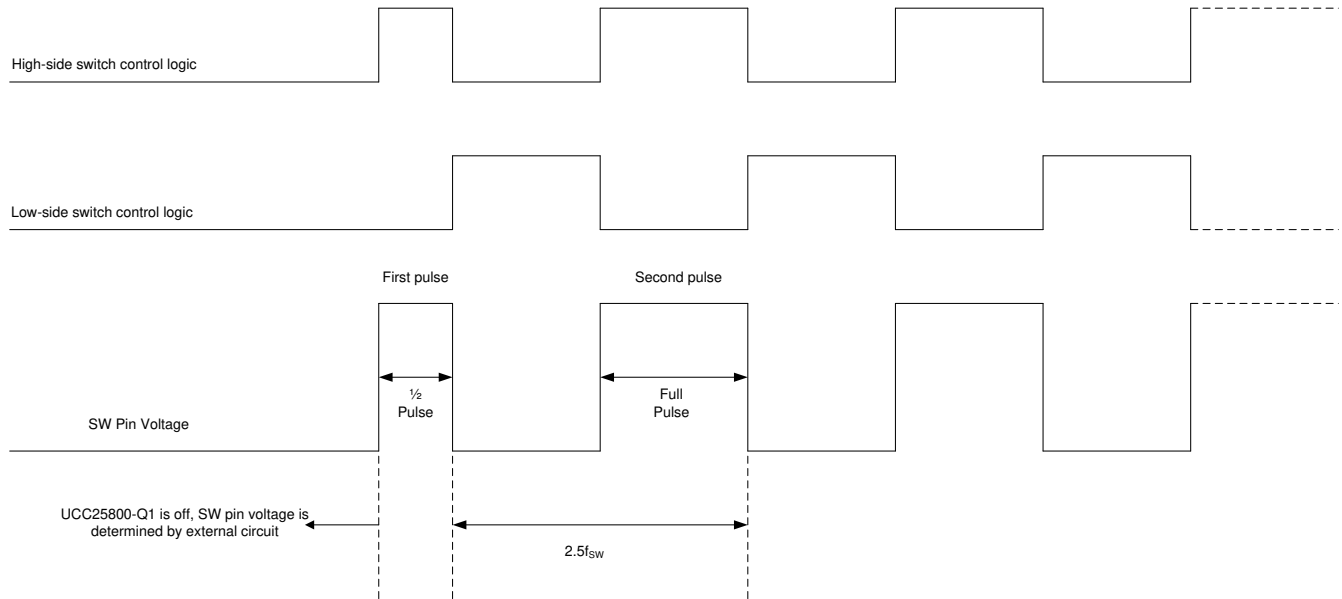 High-side switch control logic
Low-side switch control logic
First pulse
Second pulse
½
Pulse
Full
Pulse
SW Pin Voltage
UCC25800-Q1 is off, SW pin voltage is
determined by external circuit
2.5fSW